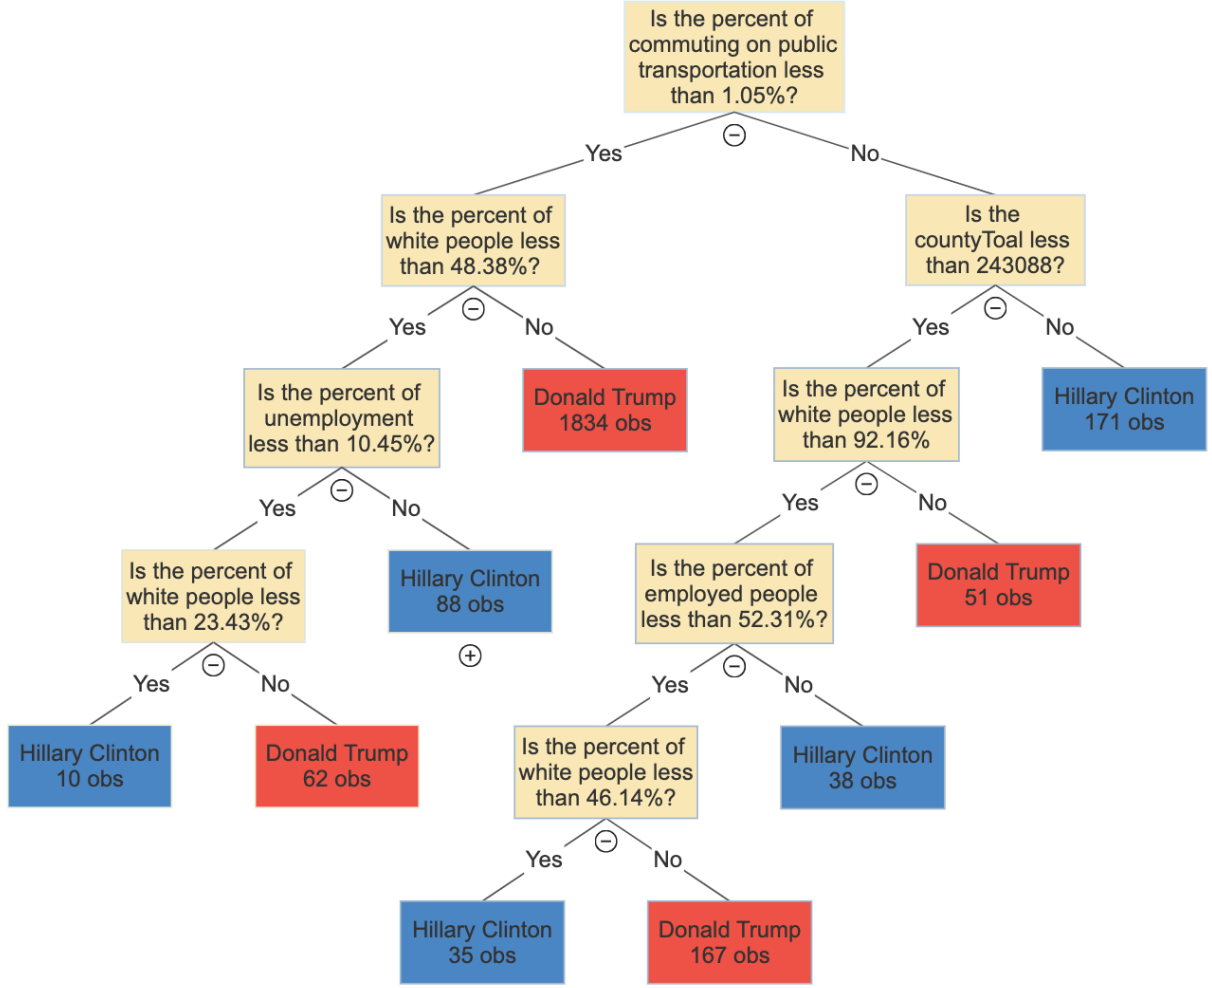 Is the percent of
commuting on public
transportation less
than 1.05%?
Yes
No
Is the percent of
white people less
than 48.38%?
Is the
countyToal less
than 243088?
Yes
No
Yes
No
Is the percent of
unemployment
less than 10.45%?
Donald Trump
1834 obs
Is the percent of
white people less
than 92.16%
Hillary Clinton
171 obs
Yes
No
Yes
No
Is the percent of
white people less
than 23.43%?
Hillary Clinton
88 obs
Is the percent of
employed people
less than 52.31%?
Donald Trump
51 obs
Yes
No
Yes
No
Hillary Clinton
10 obs
Donald Trump
62 obs
Is the percent of
white people less
than 46.14%?
Hillary Clinton
38 obs
Yes
No
Hillary Clinton
35 obs
Donald Trump
167 obs